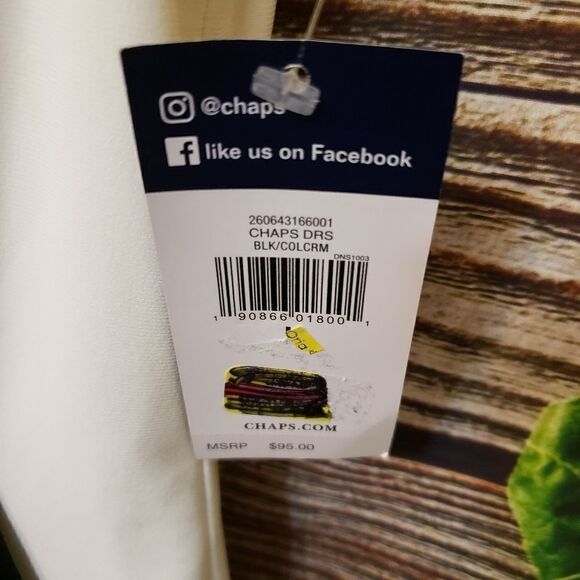 @chaps
like us on Facebook
260643166001
CHAPS DRS
BLK/COLCRM
DNS1003
1 90866 01800 1
CHAPS.COM
MSRP $95.00